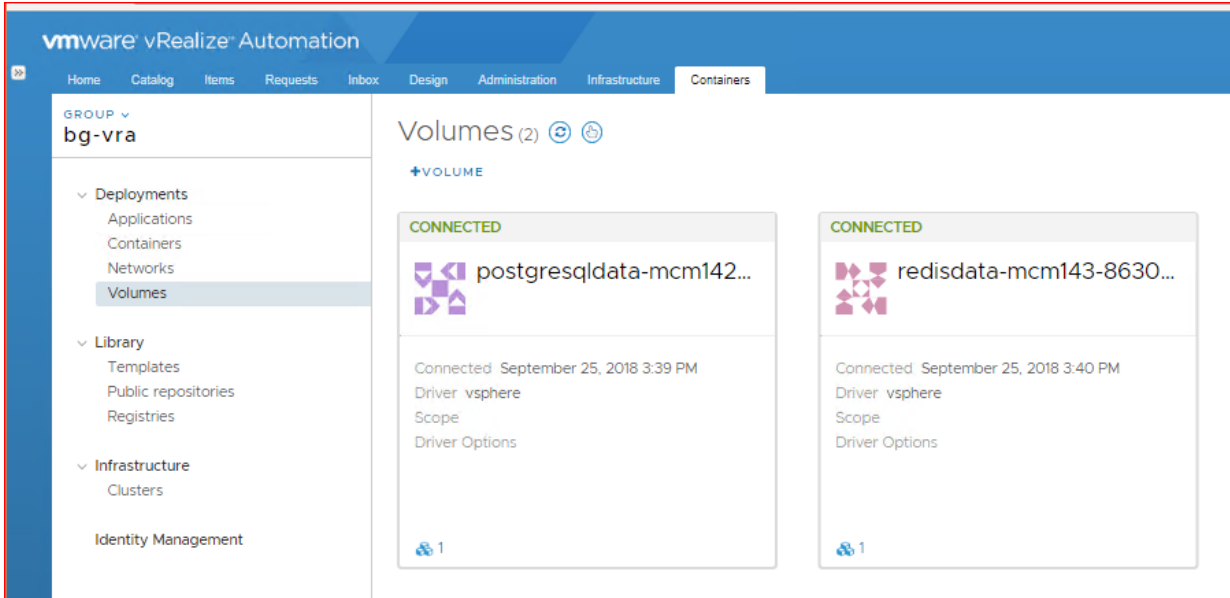 vmware vRealize™ Automation
Home Catalog Items Requests Inbox Design Administration Infrastructure Containers
GROUP
bg-vra
Deployments
Applications
Containers
Networks
Volumes
Library
Templates
Public repositories
Registries
Infrastructure
Clusters
Identity Management
Volumes (2)
+VOLUME
CONNECTED
postgresqldata-mcm142...
Connected September 25, 2018 3:39 PM
Driver vsphere
Scope
Driver Options
1
CONNECTED
redisdata-mcm143-8630...
Connected September 25, 2018 3:40 PM
Driver vsphere
Scope
Driver Options
1